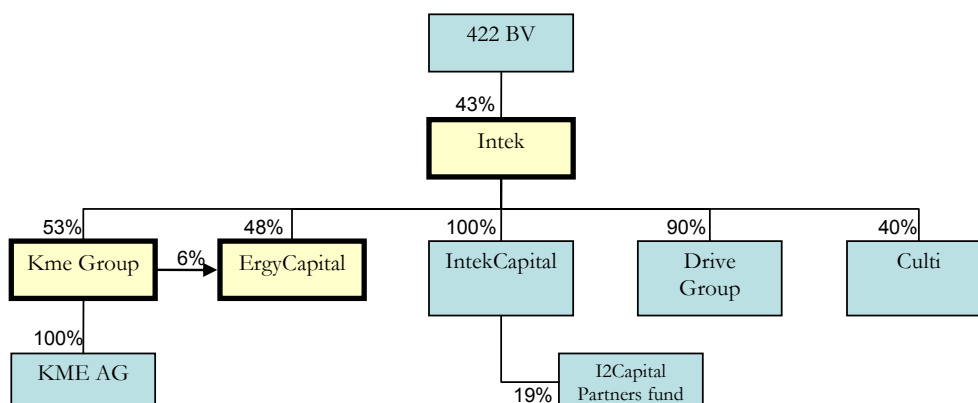 422 BV
43%
Intek
53%
48%
100%
90%
40%
Kme Group
6%
ErgyCapital
IntekCapital
Drive
Group
Culti
100%
KME AG
19%
I2Capital
Partners fund